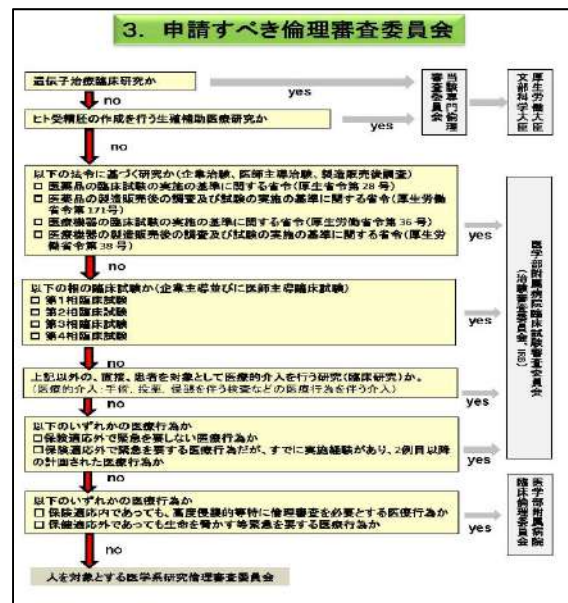 3. 申請すべき倫理審査委員会
遺伝子治療臨床研究か
yes
no
当験専門倫理
審査委員会
厚生労働大臣
文部科学大臣
ヒト受精胚の作成を行う生殖補助医療研究か
yes
no
以下の法令に基づく研究か(企業治験、医師主導治験、製造販売後調査)
□ 医薬品の臨床試験の実施の基準に関する省令(厚生省令第28号)
□ 医薬品の製造販売後の調査及び試験の実施の基準に関する省令(厚生労働
省令第171号)
□ 医療機器の臨床試験の実施の基準に関する省令(厚生労働省令第36号)
□ 医療機器の製造販売後の調査及び試験の実施の基準に関する省令(厚生労
働省令第38号)
yes
no
医学部附属病院臨床試験審査委員会
(治験審査委員会, IRB)
以下の相の臨床試験か(企業主導並びに医師主導臨床試験)
□ 第1相臨床試験
□ 第2相臨床試験
□ 第3相臨床試験
□ 第4相臨床試験
yes
no
上記以外の、直接、患者を対象として医療的介入を行う研究(臨床研究)か。
(医療的介入:手術、投薬、侵襲を伴う検査などの医療行為を伴う介入)
yes
no
以下のいずれかの医療行為か
□保険適応外で緊急を要しない医療行為か
□保険適応外で緊急を要する医療行為だが、すでに実施経験があり、2例目以降
の計画された医療行為か
yes
no
以下のいずれかの医療行為か
□保険適応内であっても、高度侵襲的等特に倫理審査を必要とする医療行為か
□保険適応外であっても生命を脅かす等緊急を要する医療行為か
yes
no
医学部附属病院
臨床倫理委員会
人を対象とする医学系研究倫理審査委員会